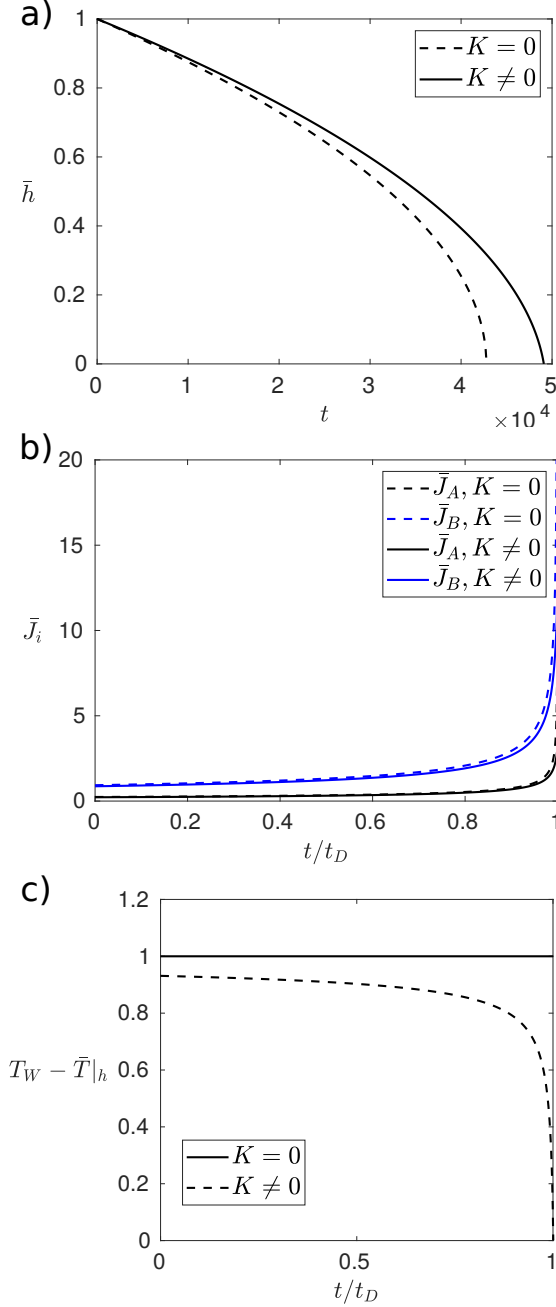 a)
1
0.8
0.6
0.4
0.2
0
h̄
K = 0
K ≠ 0
0 1 2 3 4 5
t
×10⁴
b)
20
15
10
5
0
J̄_i
J̄_A, K = 0
J̄_B, K = 0
J̄_A, K ≠ 0
J̄_B, K ≠ 0
0 0.2 0.4 0.6 0.8 1
t/t_D
c)
1.2
1
0.8
0.6
0.4
0.2
0
T_W − T̄|_h
K = 0
K ≠ 0
0 0.5 1
t/t_D